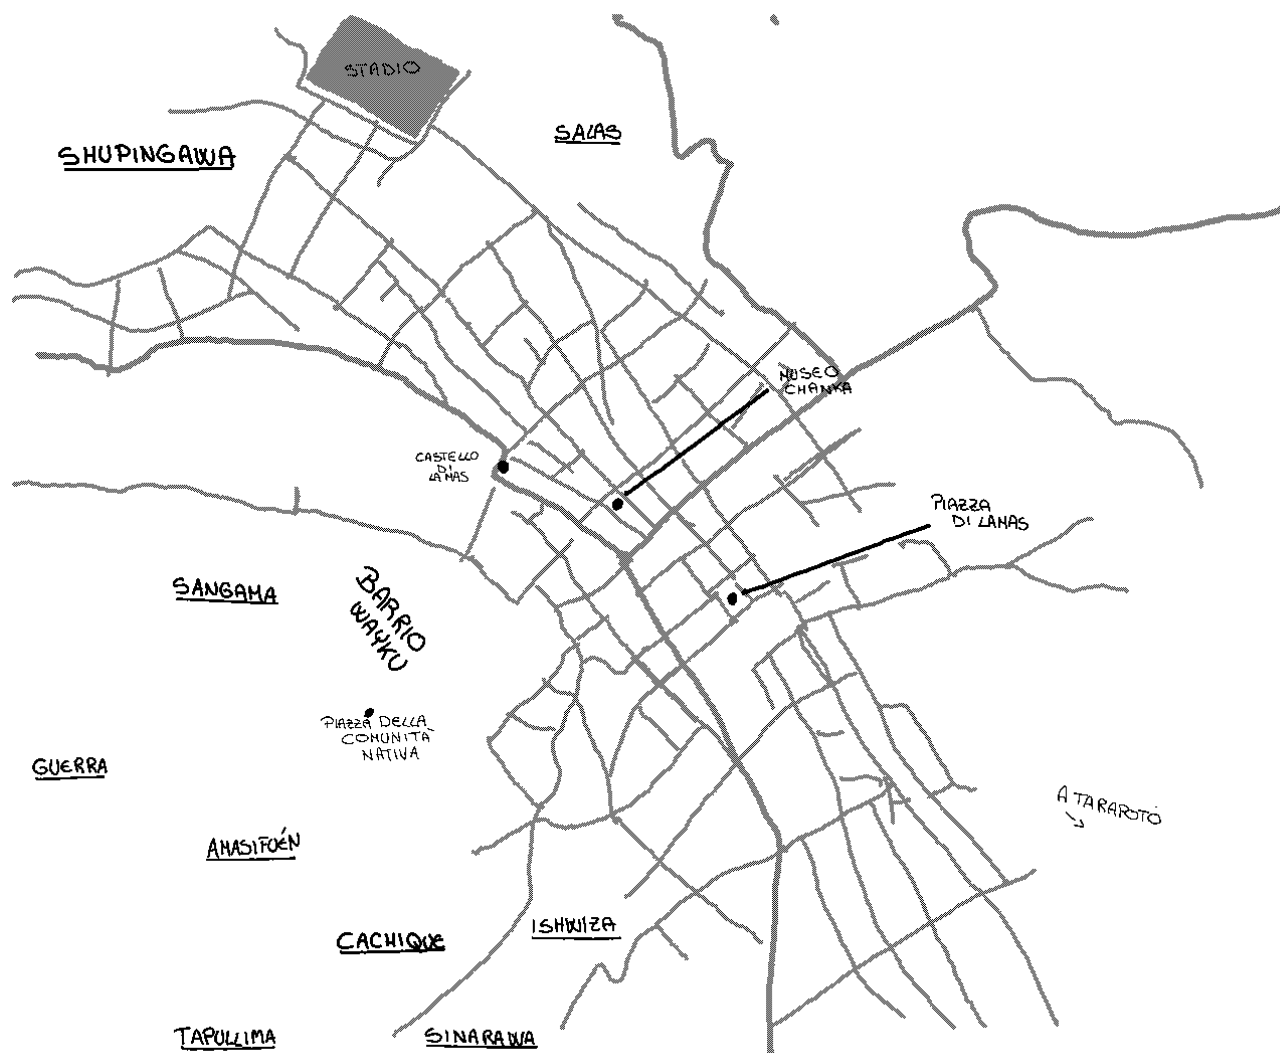 STADIO
SALAS
SHUPINGAWA
MUSEO
CHANKA
CASTELLO
DI
LAMAS
PIAZZA
DI LAMAS
SANGAMA
BARRIO
WAYKU
PIAZZA DELLA
COMUNITÀ
NATIVA
GUERRA
A TARAPOTO
AMASIFUÉN
ISHWIZA
CACHIQUE
TAPULLIMA
SINARAWA